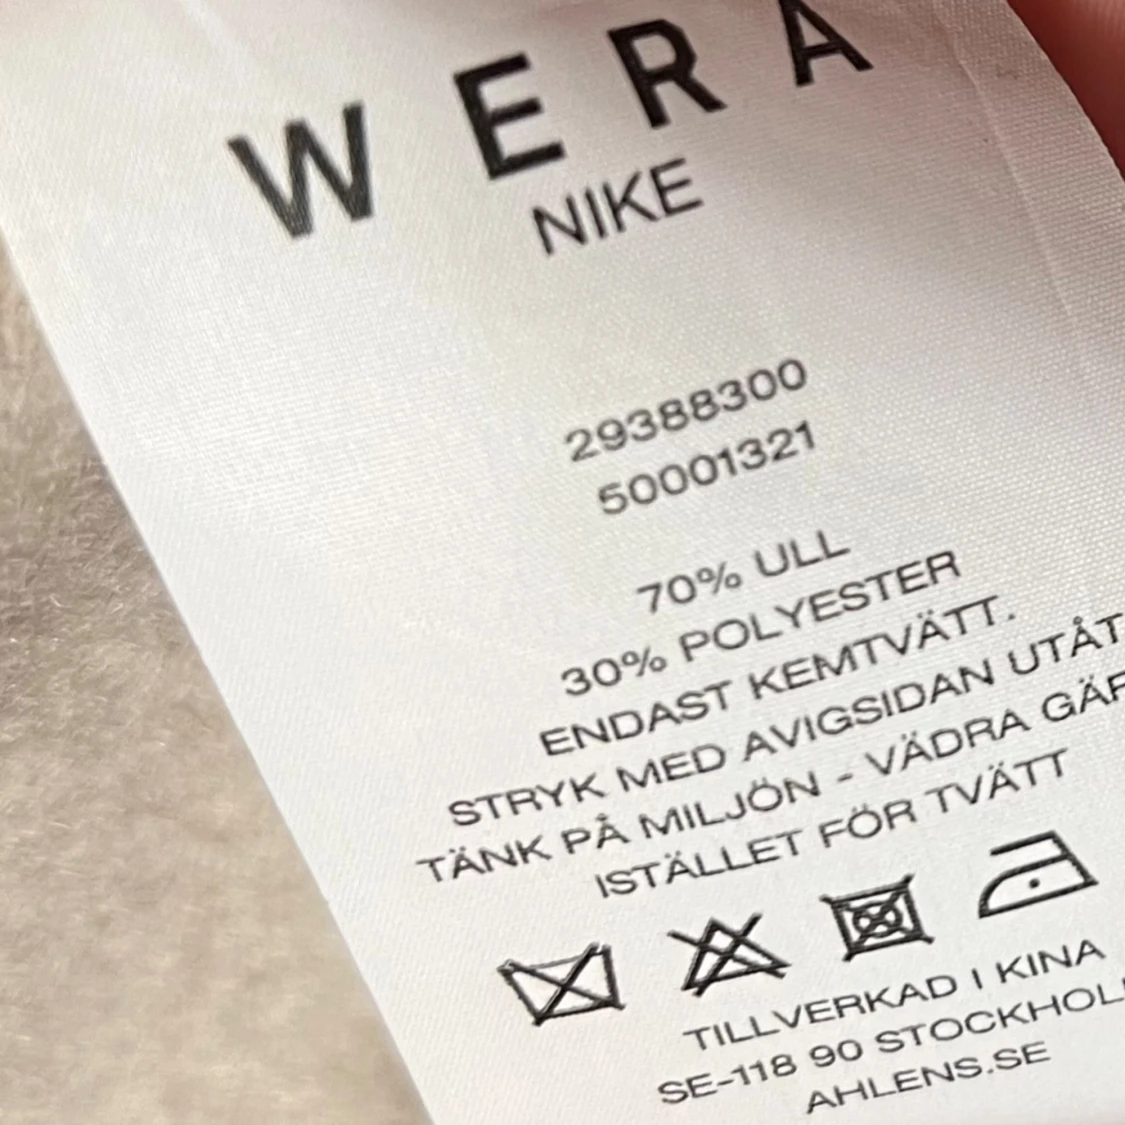 WERA
NIKE
29388300
50001321
70% ULL
30% POLYESTER
ENDAST KEMTVÄTT.
STRYK MED AVIGSIDAN UTÅT
TÄNK PÅ MILJÖN - VÄDRA
ISTÄLLET FÖR TVÄTT
TILLVERKAD I KINA
SE-118 90
AHLENS.SE